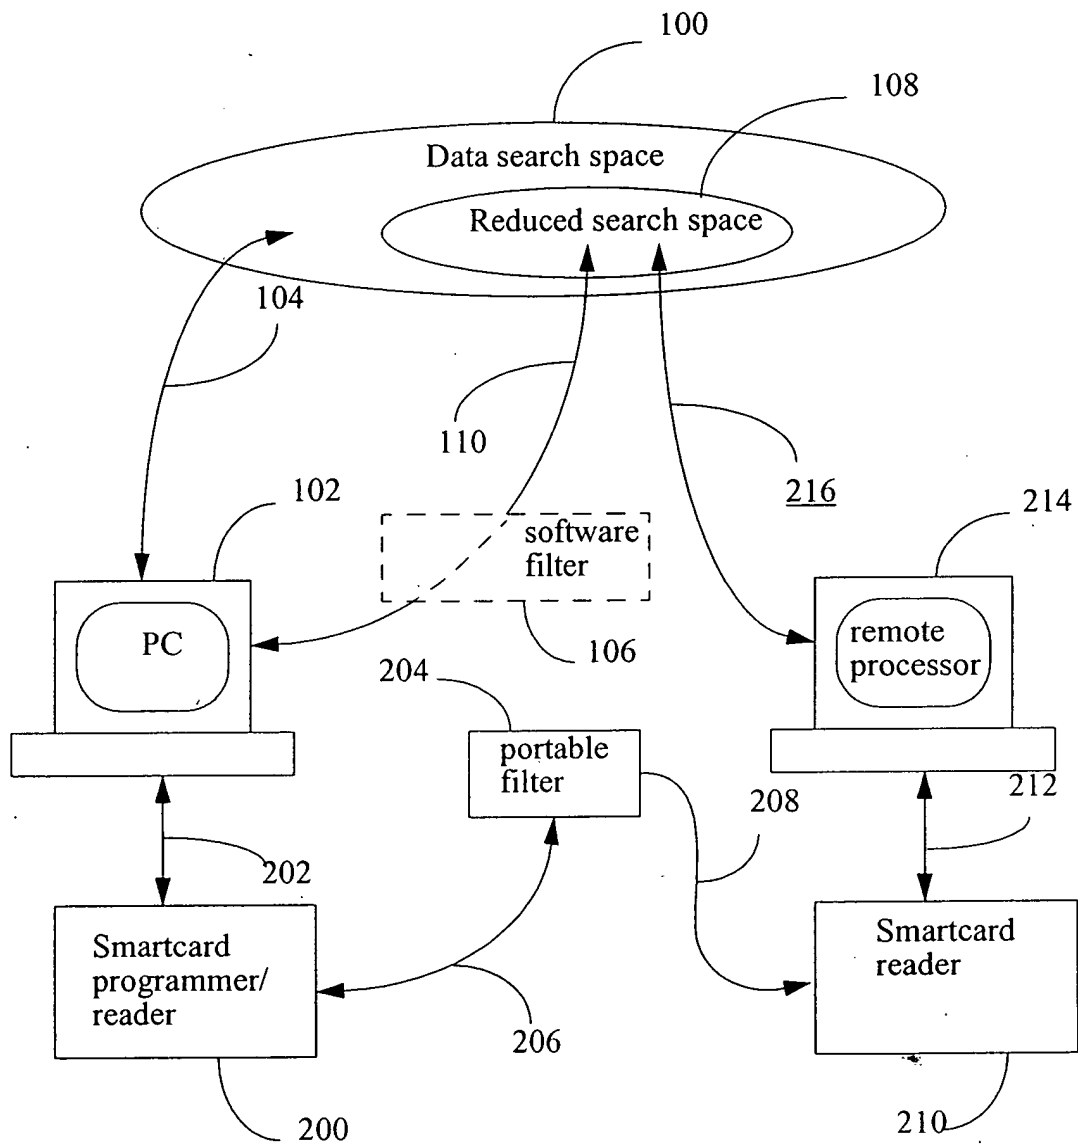 100
108
Data search space
Reduced search space
104
110
216
102
214
software
filter
PC
106
remote
processor
204
portable
filter
208
212
202
Smartcard
programmer/
reader
Smartcard
reader
206
200
210